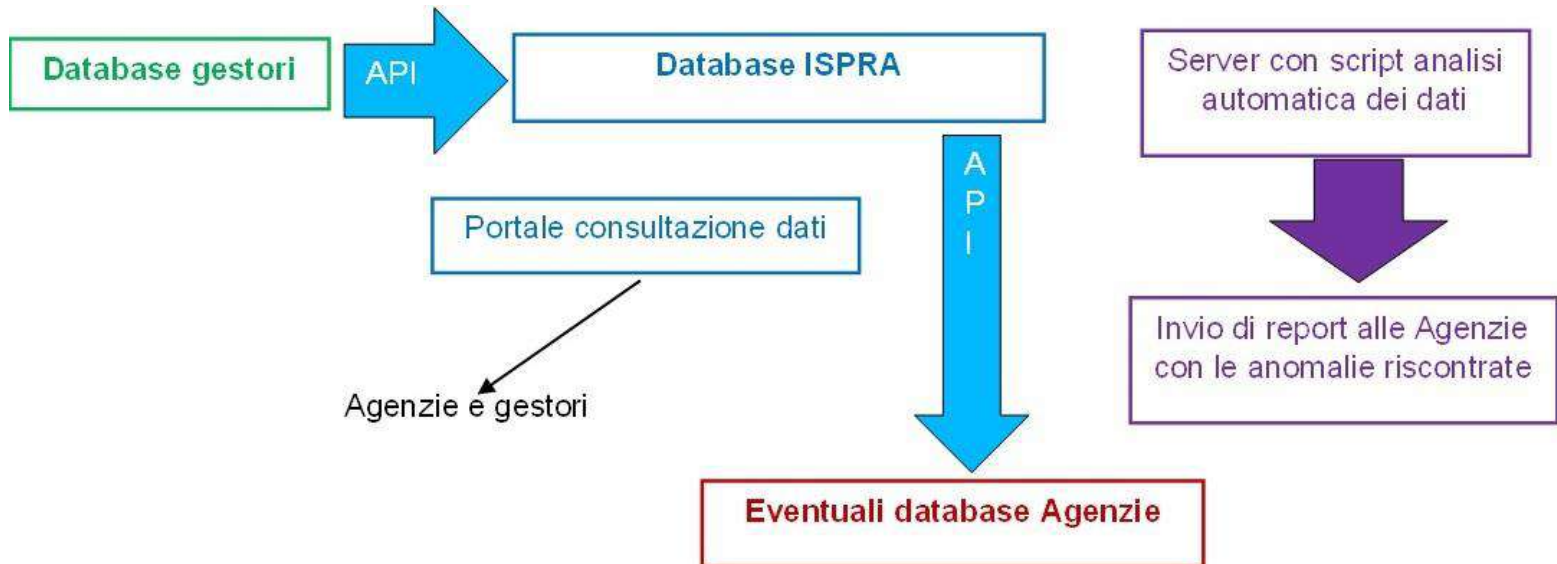 Database gestori
API
Database ISPRA
Server con script analisi
automatica dei dati
A
P
I
Portale consultazione dati
Invio di report alle Agenzie
con le anomalie riscontrate
Agenzie e gestori
Eventuali database Agenzie